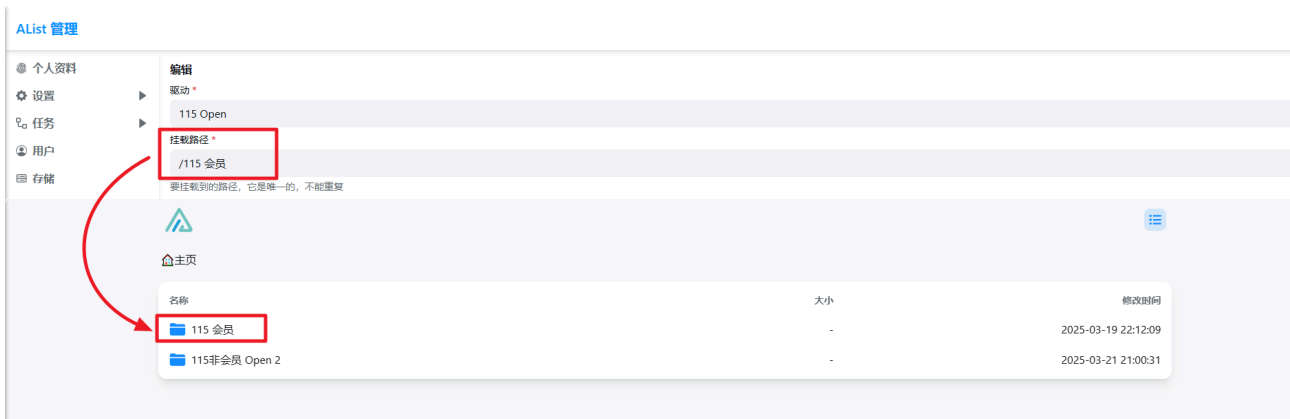 AList 管理
个人资料
设置
任务
用户
存储
编辑
驱动 *
115 Open
挂载路径 *
/115 会员
要挂载到的路径，它是唯一的，不能重复
主页
名称 大小 修改时间
115 会员 - 2025-03-19 22:12:09
115非会员 Open 2 - 2025-03-21 21:00:31